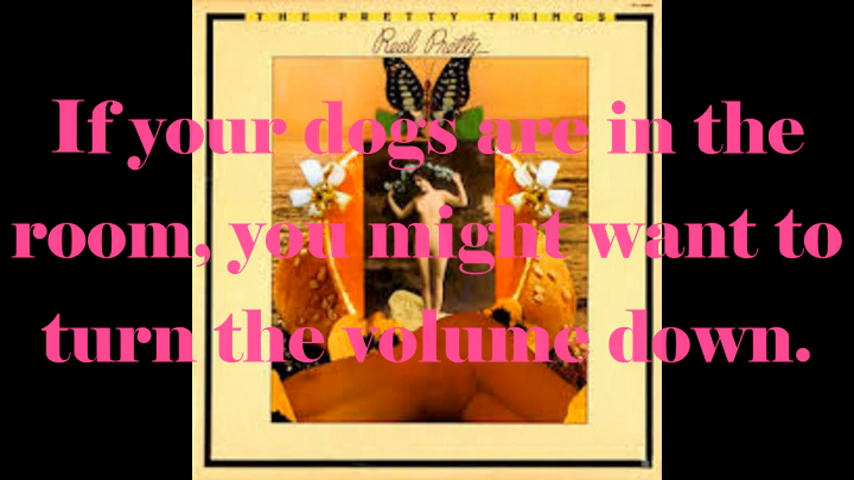 THE PRETTY THINGS
Real Pretty
If your dogs are in the
room, you might want to
turn the volume down.